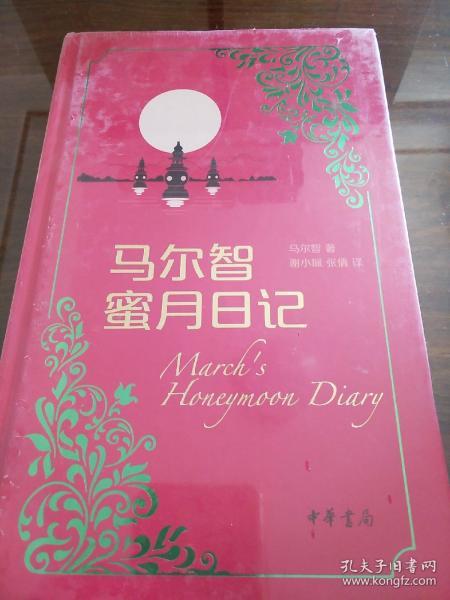 马尔智 著
谢小佩 张倩 译
马尔智
蜜月日记
March's
Honeymoon Diary
中華書局
孔夫子旧书网
www.kongfz.com